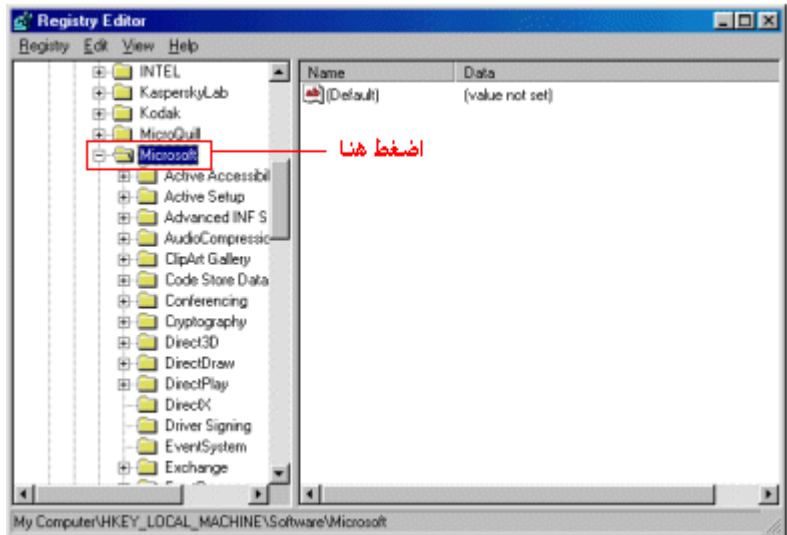 Registry Editor
Registry Edit View Help
INTEL
KasperskyLab
Kodak
MicroQuill
Microsoft
Active Accessibil
Active Setup
Advanced INF S
AudioCompressio
ClipArt Gallery
Code Store Data
Conferencing
Cryptography
Direct3D
DirectDraw
DirectPlay
DirectX
Driver Signing
EventSystem
Exchange
Name Data
(Default) (value not set)
اضغط هنا
My Computer\HKEY_LOCAL_MACHINE\Software\Microsoft